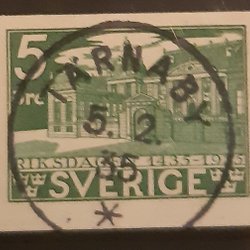 5
öre
TÄRNABY
5. 2.
35
RIKSDAGEN 1435-1935
SVERIGE